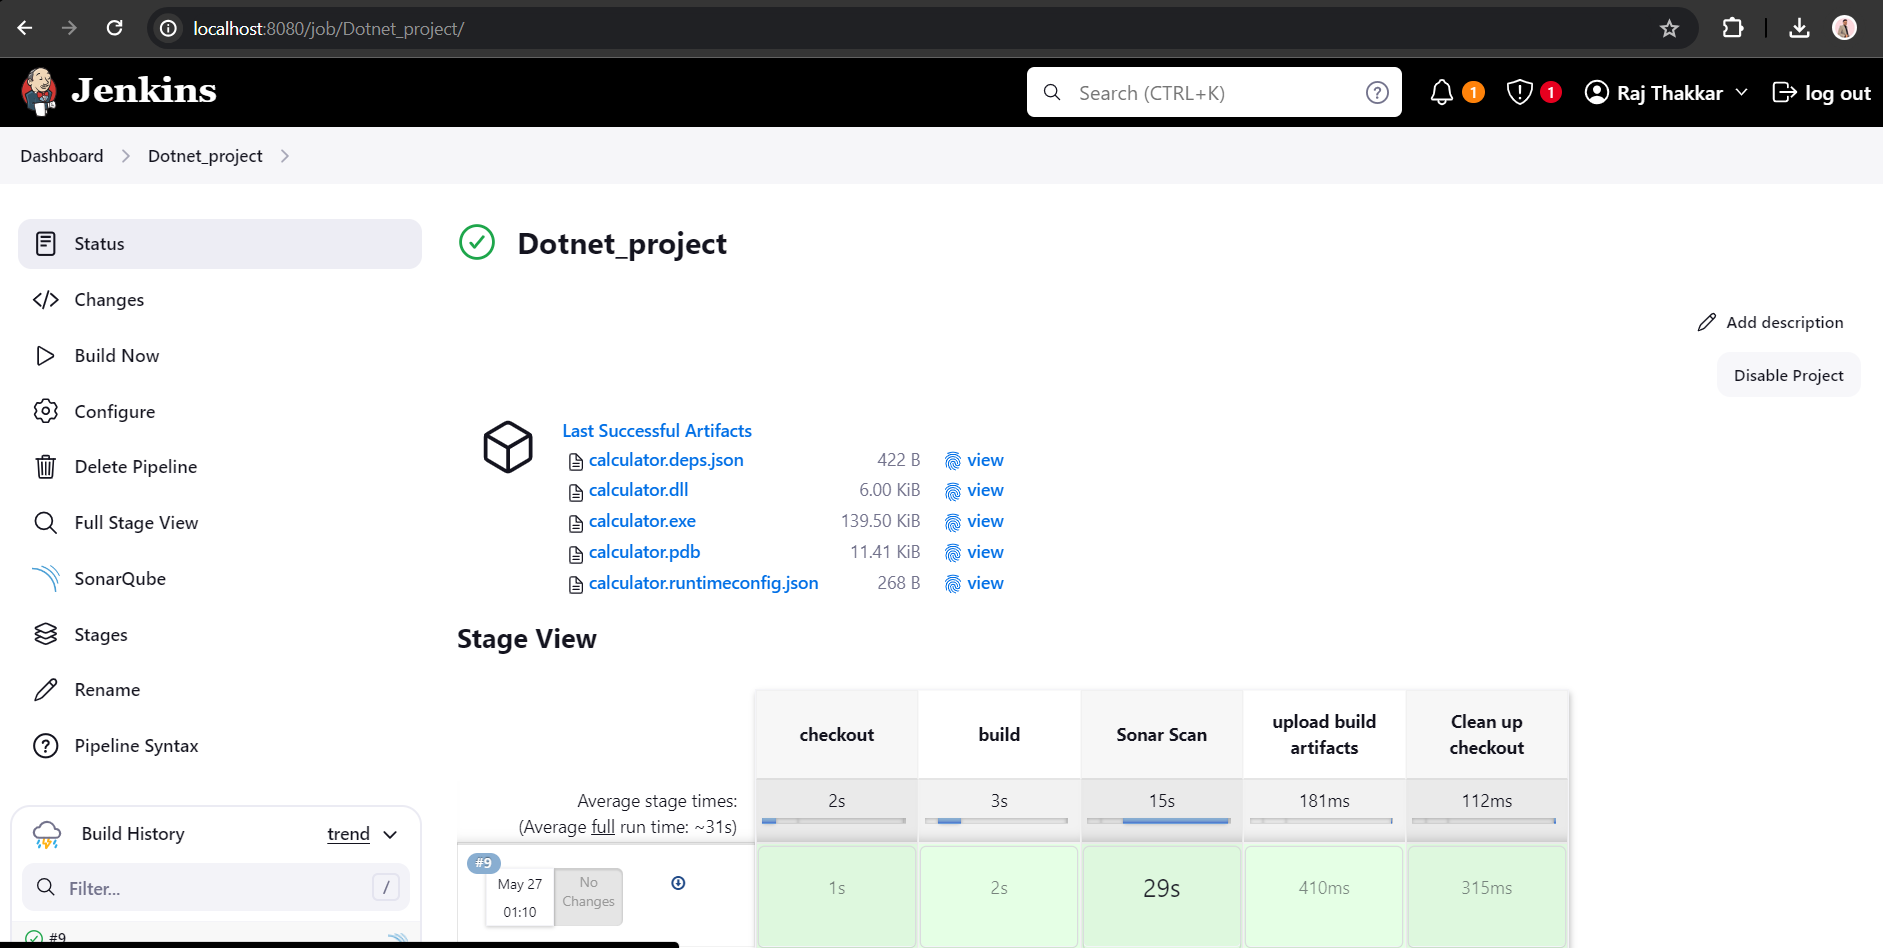 localhost:8080/job/Dotnet_project/
Jenkins
Search (CTRL+K)
?
1
1
Raj Thakkar
log out
Dashboard
Dotnet_project
Status
Changes
Build Now
Configure
Delete Pipeline
Full Stage View
SonarQube
Stages
Rename
Pipeline Syntax
Build History
trend
Filter...
/
#9
Dotnet_project
Add description
Disable Project
Last Successful Artifacts
calculator.deps.json 422 B view
calculator.dll 6.00 KiB view
calculator.exe 139.50 KiB view
calculator.pdb 11.41 KiB view
calculator.runtimeconfig.json 268 B view
Stage View
checkout
build
Sonar Scan
upload build
artifacts
Clean up
checkout
Average stage times:
(Average full run time: ~31s)
2s
3s
15s
181ms
112ms
#9
May 27
01:10
No
Changes
1s
2s
29s
410ms
315ms